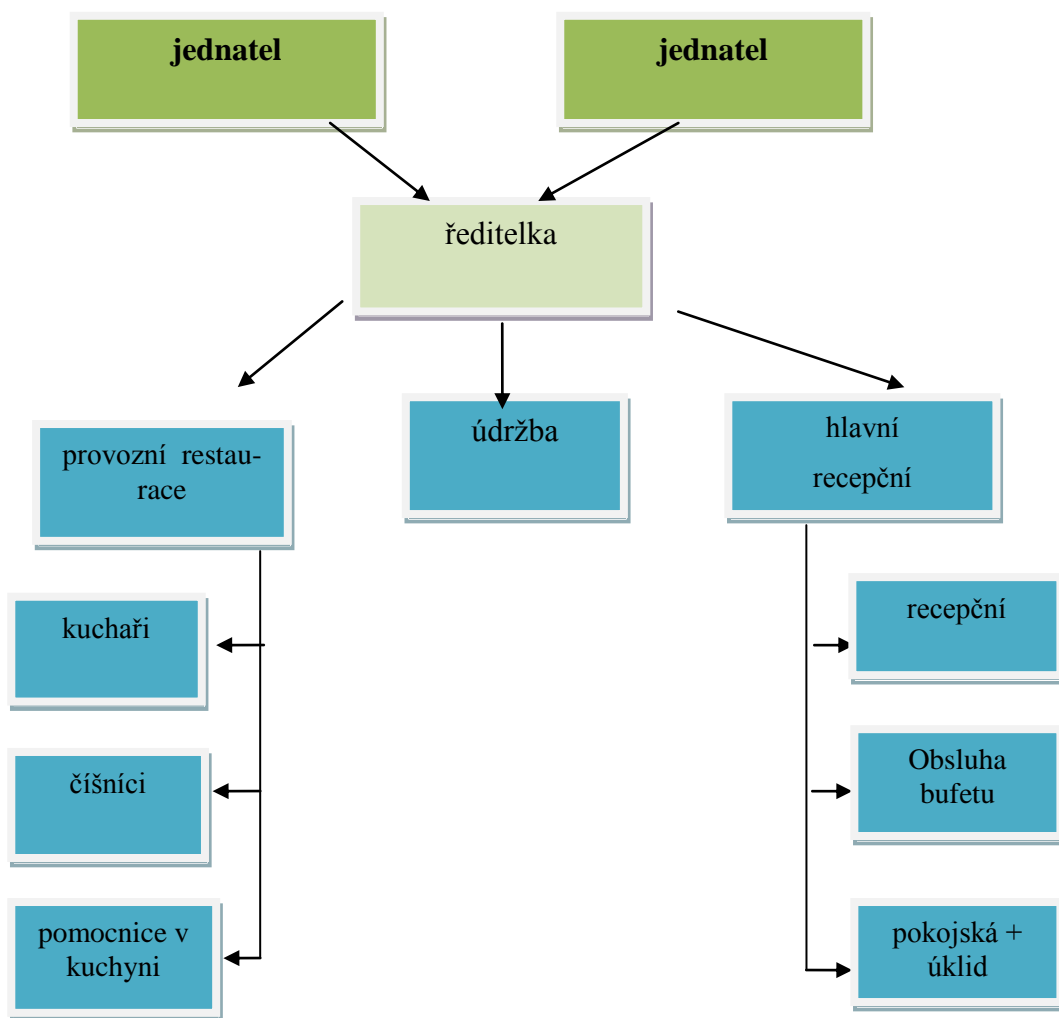 jednatel
jednatel
ředitelka
provozní restau-
race
údržba
hlavní
recepční
kuchaři
číšníci
pomocnice v
kuchyni
recepční
Obsluha
bufetu
pokojská +
úklid